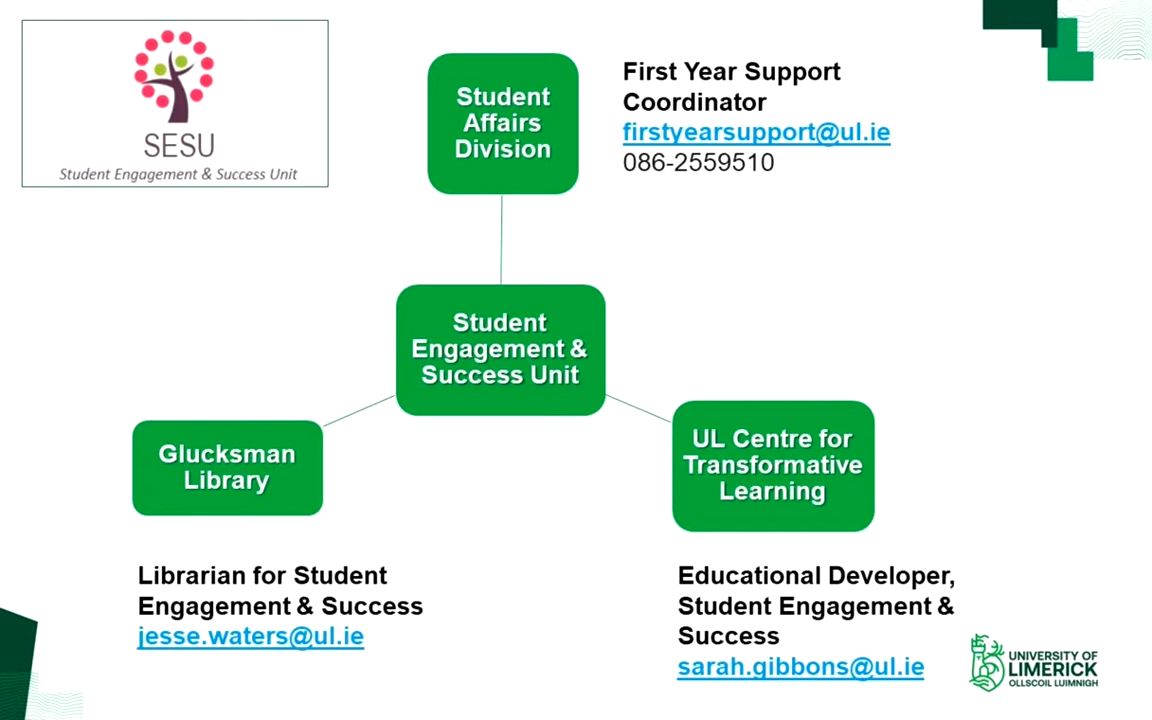 SESU
Student Engagement & Success Unit
Student
Affairs
Division
First Year Support
Coordinator
firstyearsupport@ul.ie
086-2559510
Student
Engagement &
Success Unit
Glucksman
Library
UL Centre for
Transformative
Learning
Librarian for Student
Engagement & Success
jesse.waters@ul.ie
Educational Developer,
Student Engagement &
Success
sarah.gibbons@ul.ie
UNIVERSITY OF
LIMERICK
OLLSCOIL LUIMNIGH